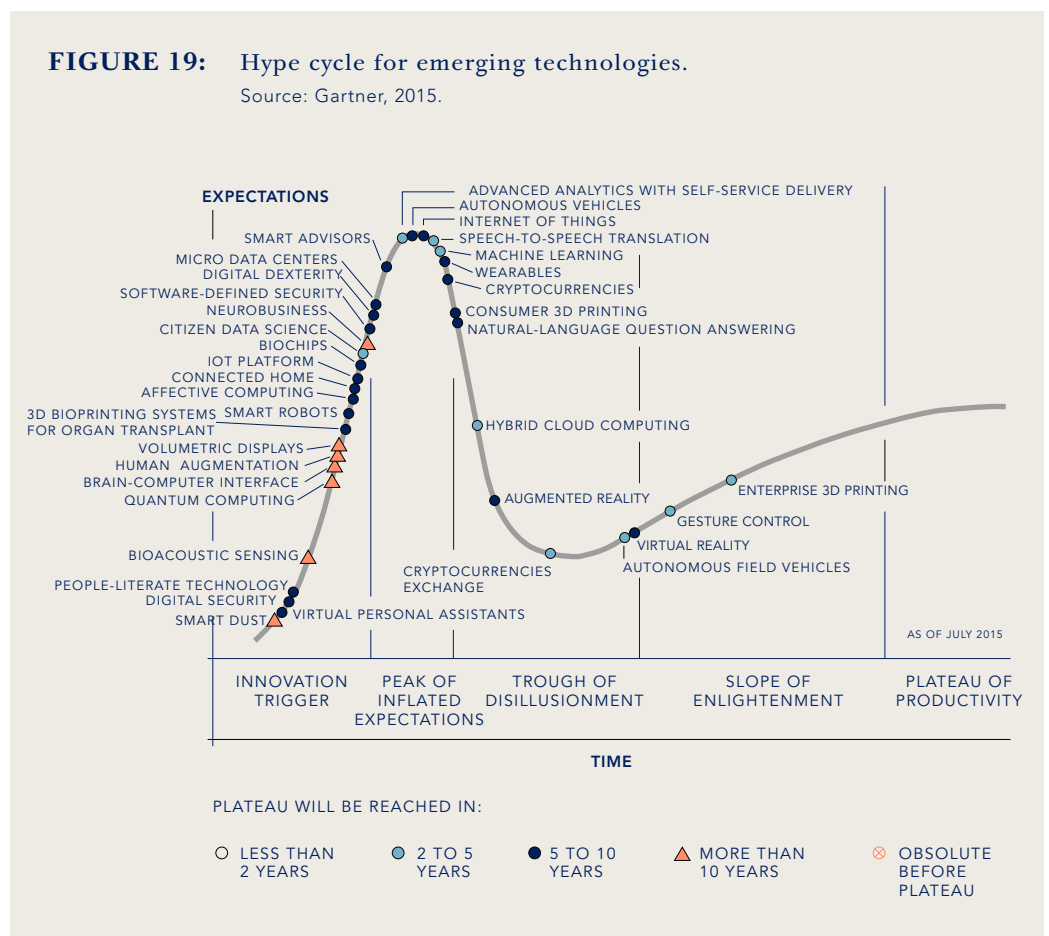 FIGURE 19: Hype cycle for emerging technologies.
Source: Gartner, 2015.
EXPECTATIONS
ADVANCED ANALYTICS WITH SELF-SERVICE DELIVERY
AUTONOMOUS VEHICLES
INTERNET OF THINGS
SMART ADVISORS
SPEECH-TO-SPEECH TRANSLATION
MACHINE LEARNING
MICRO DATA CENTERS
WEARABLES
DIGITAL DEXTERITY
CRYPTOCURRENCIES
SOFTWARE-DEFINED SECURITY
NEUROBUSINESS
CONSUMER 3D PRINTING
CITIZEN DATA SCIENCE
NATURAL-LANGUAGE QUESTION ANSWERING
BIOCHIPS
IOT PLATFORM
CONNECTED HOME
AFFECTIVE COMPUTING
3D BIOPRINTING SYSTEMS
FOR ORGAN TRANSPLANT
SMART ROBOTS
HYBRID CLOUD COMPUTING
VOLUMETRIC DISPLAYS
HUMAN AUGMENTATION
BRAIN-COMPUTER INTERFACE
QUANTUM COMPUTING
ENTERPRISE 3D PRINTING
AUGMENTED REALITY
GESTURE CONTROL
VIRTUAL REALITY
BIOACOUSTIC SENSING
AUTONOMOUS FIELD VEHICLES
CRYPTOCURRENCIES
EXCHANGE
PEOPLE-LITERATE TECHNOLOGY
DIGITAL SECURITY
VIRTUAL PERSONAL ASSISTANTS
SMART DUST
AS OF JULY 2015
INNOVATION
TRIGGER
PEAK OF
INFLATED
EXPECTATIONS
TROUGH OF
DISILLUSIONMENT
SLOPE OF
ENLIGHTENMENT
PLATEAU OF
PRODUCTIVITY
TIME
PLATEAU WILL BE REACHED IN:
LESS THAN
2 YEARS
2 TO 5
YEARS
5 TO 10
YEARS
MORE THAN
10 YEARS
OBSOLUTE
BEFORE
PLATEAU